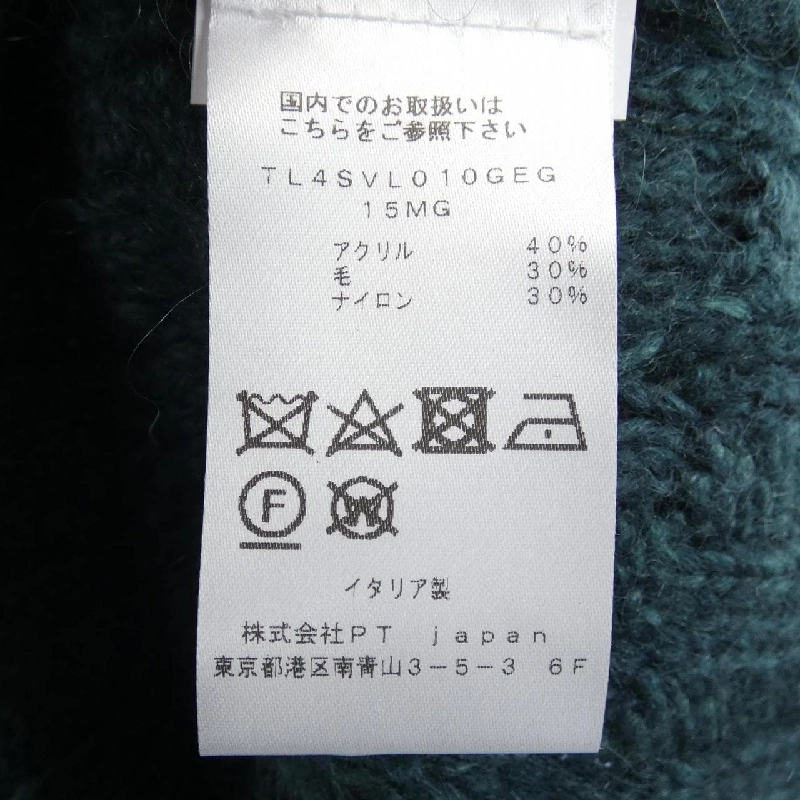 国内でのお取扱いは
こちらをご参照下さい
TL4SVL010GEG
15MG
アクリル 40%
毛 30%
ナイロン 30%
F W
イタリア製
株式会社PT japan
東京都港区南青山3-5-3 6F